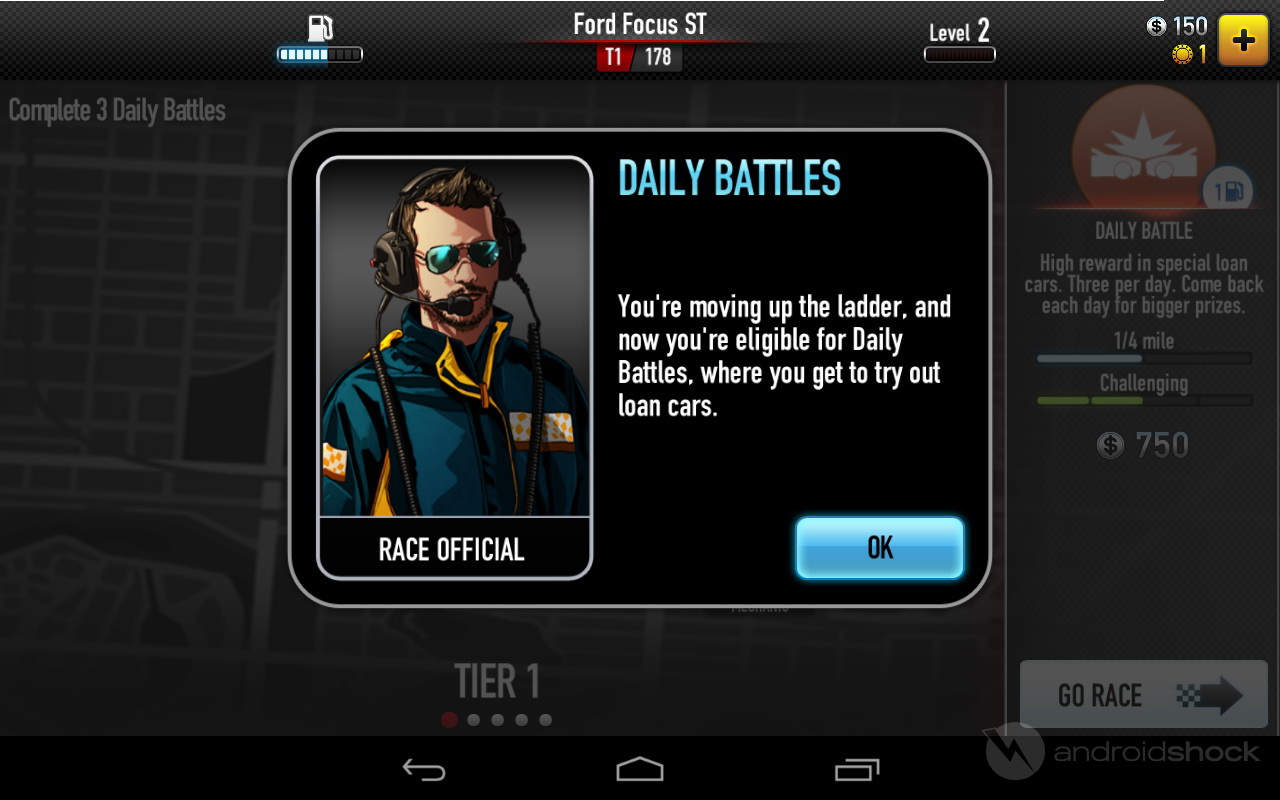 Ford Focus ST
T1 178
Level 2
150
1
Complete 3 Daily Battles
DAILY BATTLES
You're moving up the ladder, and
now you're eligible for Daily
Battles, where you get to try out
loan cars.
OK
RACE OFFICIAL
1
DAILY BATTLE
High reward in special loan
cars. Three per day. Come back
each day for bigger prizes.
1/4 mile
Challenging
$ 750
MECHANIC
TIER 1
GO RACE
androidshock